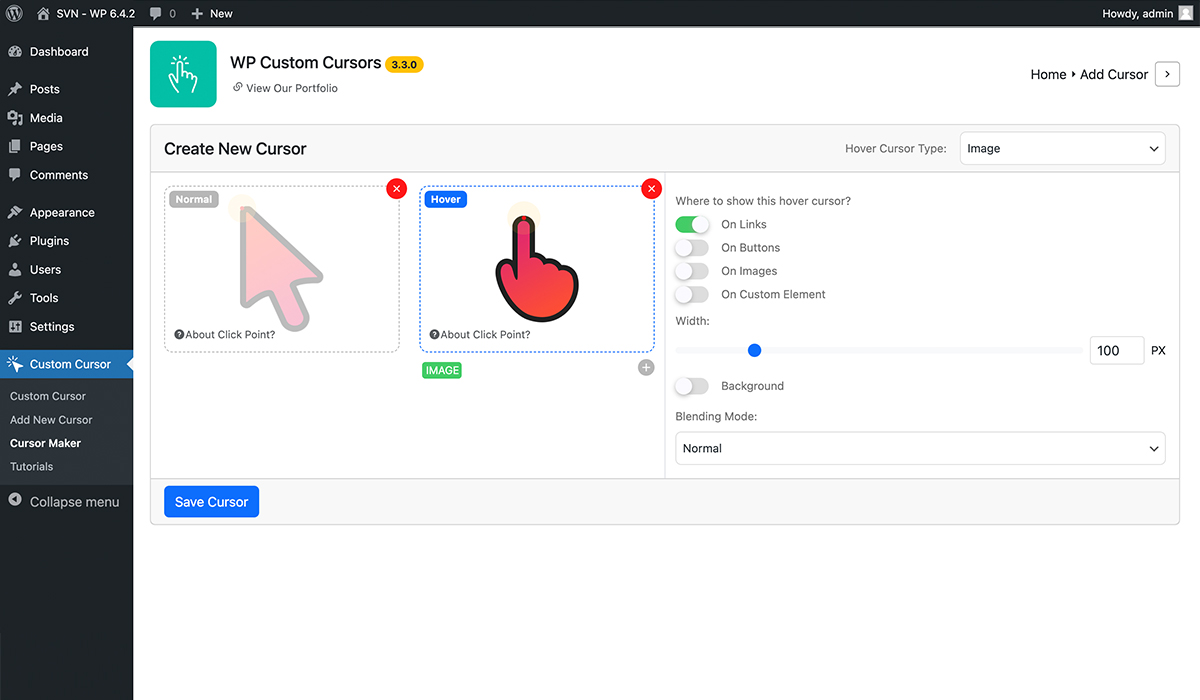 SVN - WP 6.4.2
0
New
Howdy, admin
Dashboard
Posts
Media
Pages
Comments
Appearance
Plugins
Users
Tools
Settings
Custom Cursor
Custom Cursor
Add New Cursor
Cursor Maker
Tutorials
Collapse menu
WP Custom Cursors 3.3.0
View Our Portfolio
Home Add Cursor
Create New Cursor
Hover Cursor Type: Image
Normal
About Click Point?
Hover
About Click Point?
IMAGE
Where to show this hover cursor?
On Links
On Buttons
On Images
On Custom Element
Width:
100 PX
Background
Blending Mode:
Normal
Save Cursor